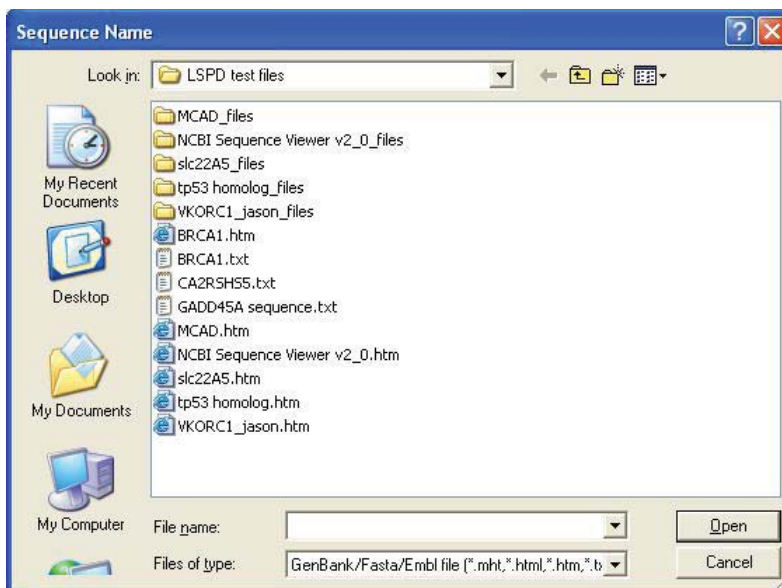 Sequence Name
Look in:
LSPD test files
My Recent
Documents
Desktop
My Documents
My Computer
MCAD_files
NCBI Sequence Viewer v2_0_files
slc22A5_files
tp53 homolog_files
VKORC1_jason_files
BRCA1.htm
BRCA1.txt
CA2RSHS5.txt
GADD45A sequence.txt
MCAD.htm
NCBI Sequence Viewer v2_0.htm
slc22A5.htm
tp53 homolog.htm
VKORC1_jason.htm
File name:
Open
Files of type:
GenBank/Fasta/Embl file (*.mht,*.html,*.htm,*.t
Cancel